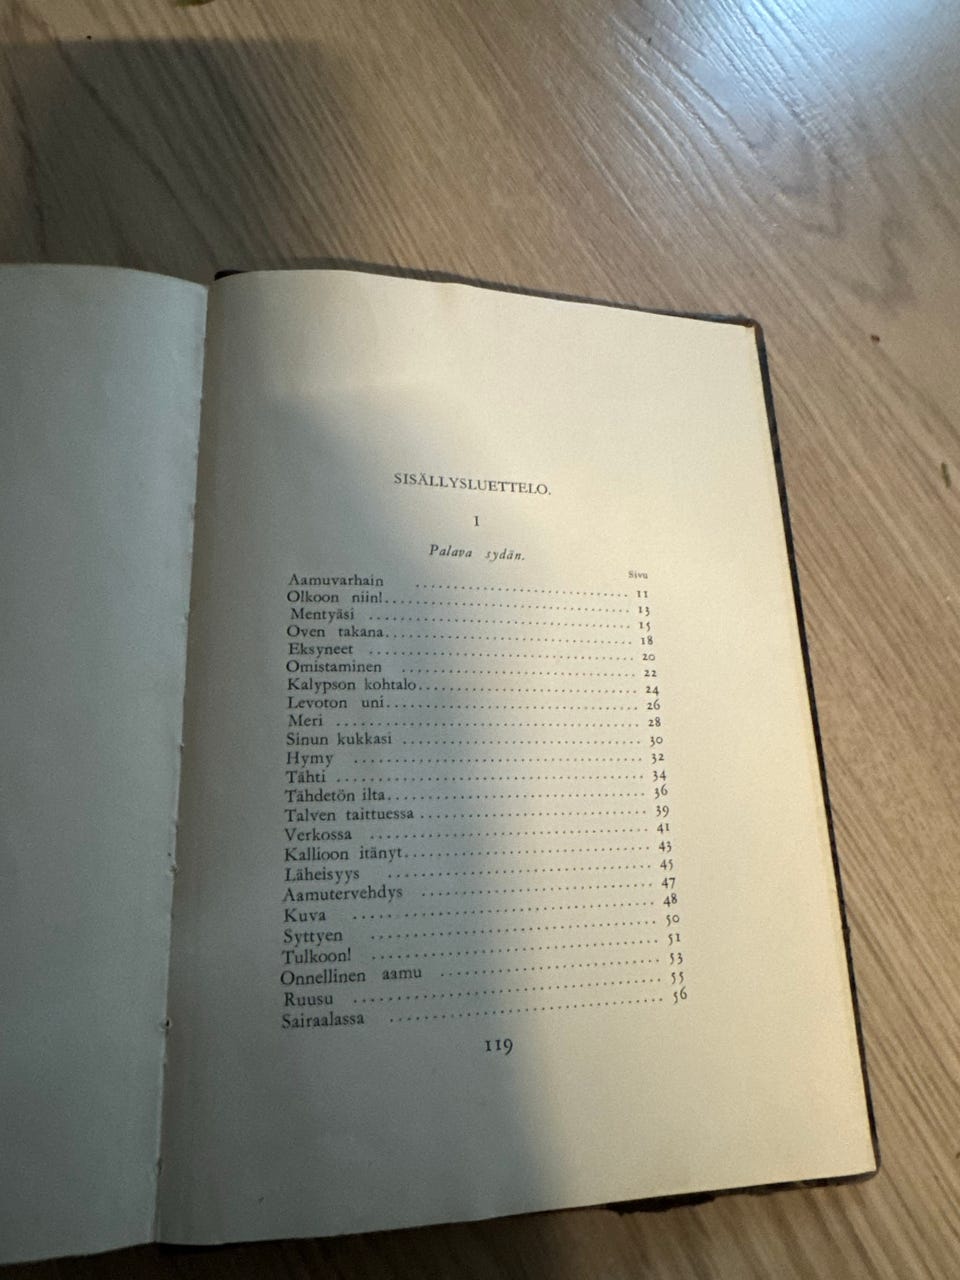 SISÄLLYSLUETTELO.
I
Palava sydän.
Sivu
Aamuvarhain .............................. 11
Olkoon niin!.............................. 13
Mentyäsi .............................. 15
Oven takana.............................. 18
Eksyneet .............................. 20
Omistaminen .............................. 22
Kalypson kohtalo.............................. 24
Levoton uni.............................. 26
Meri .............................. 28
Sinun kukkasi .............................. 30
Hymy .............................. 32
Tähti .............................. 34
Tähdetön ilta.............................. 36
Talven taittuessa.............................. 39
Verkossa .............................. 41
Kallioon itänyt.............................. 43
Läheisyys .............................. 45
Aamutervehdys .............................. 47
Kuva .............................. 48
Syttyen .............................. 50
Tulkoon! .............................. 51
Onnellinen aamu .............................. 53
Ruusu .............................. 55
Sairaalassa .............................. 56
119